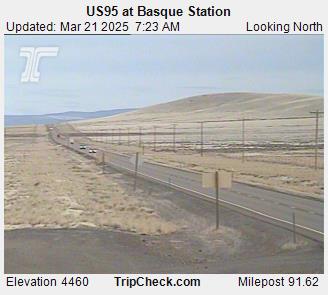 US95 at Basque Station
Updated: Mar 21 2025 7:23 AM Looking North
Elevation 4460 TripCheck.com Milepost 91.62